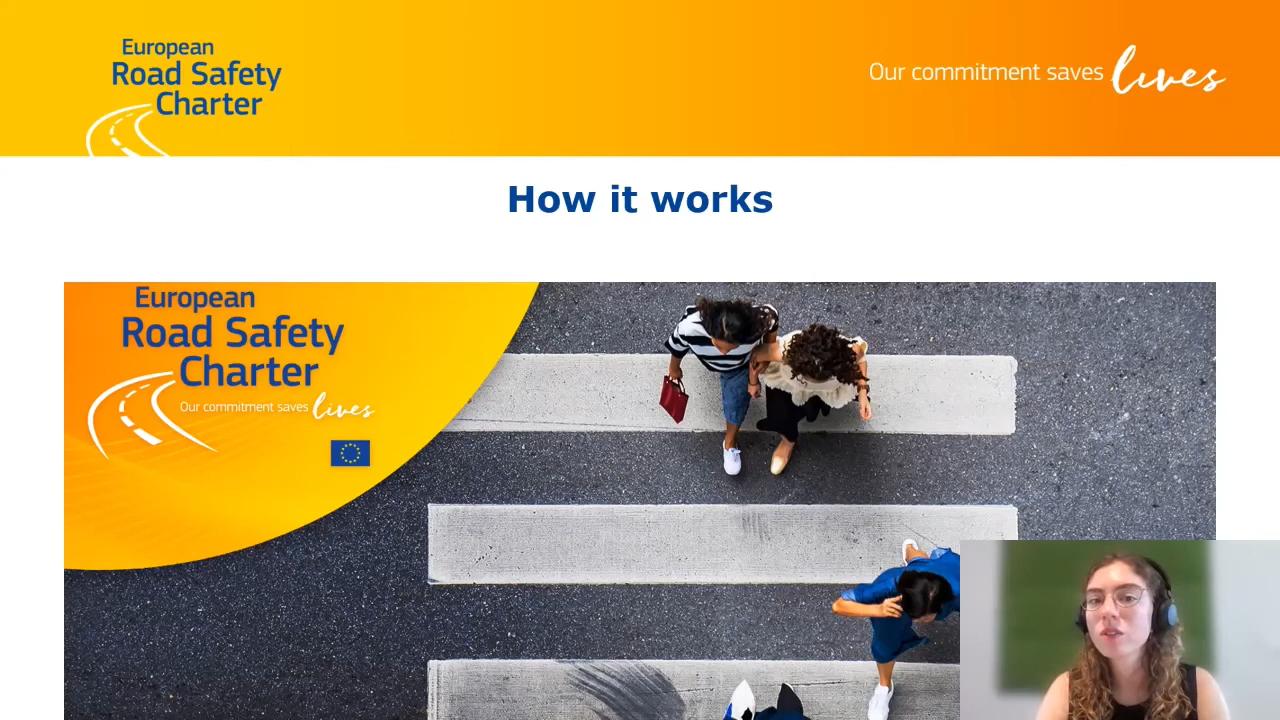 European
Road Safety
Charter
Our commitment saves lives
How it works
European
Road Safety
Charter
Our commitment saves lives